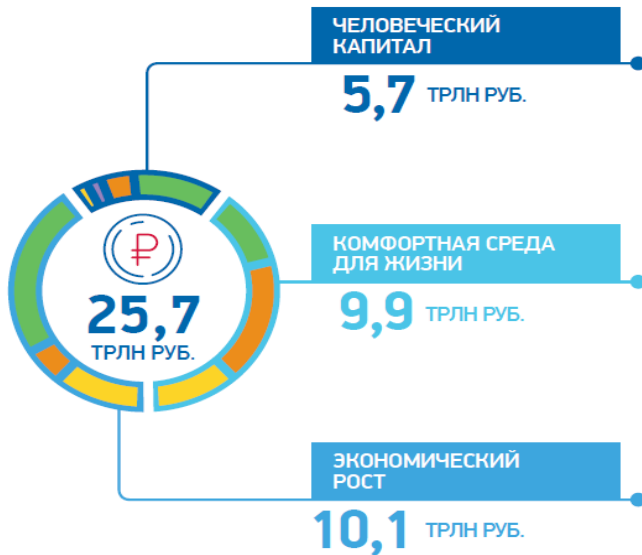 ЧЕЛОВЕЧЕСКИЙ
КАПИТАЛ
5,7 ТРЛН РУБ.
₽
25,7
ТРЛН РУБ.
КОМФОРТНАЯ СРЕДА
ДЛЯ ЖИЗНИ
9,9 ТРЛН РУБ.
ЭКОНОМИЧЕСКИЙ
РОСТ
10,1 ТРЛН РУБ.